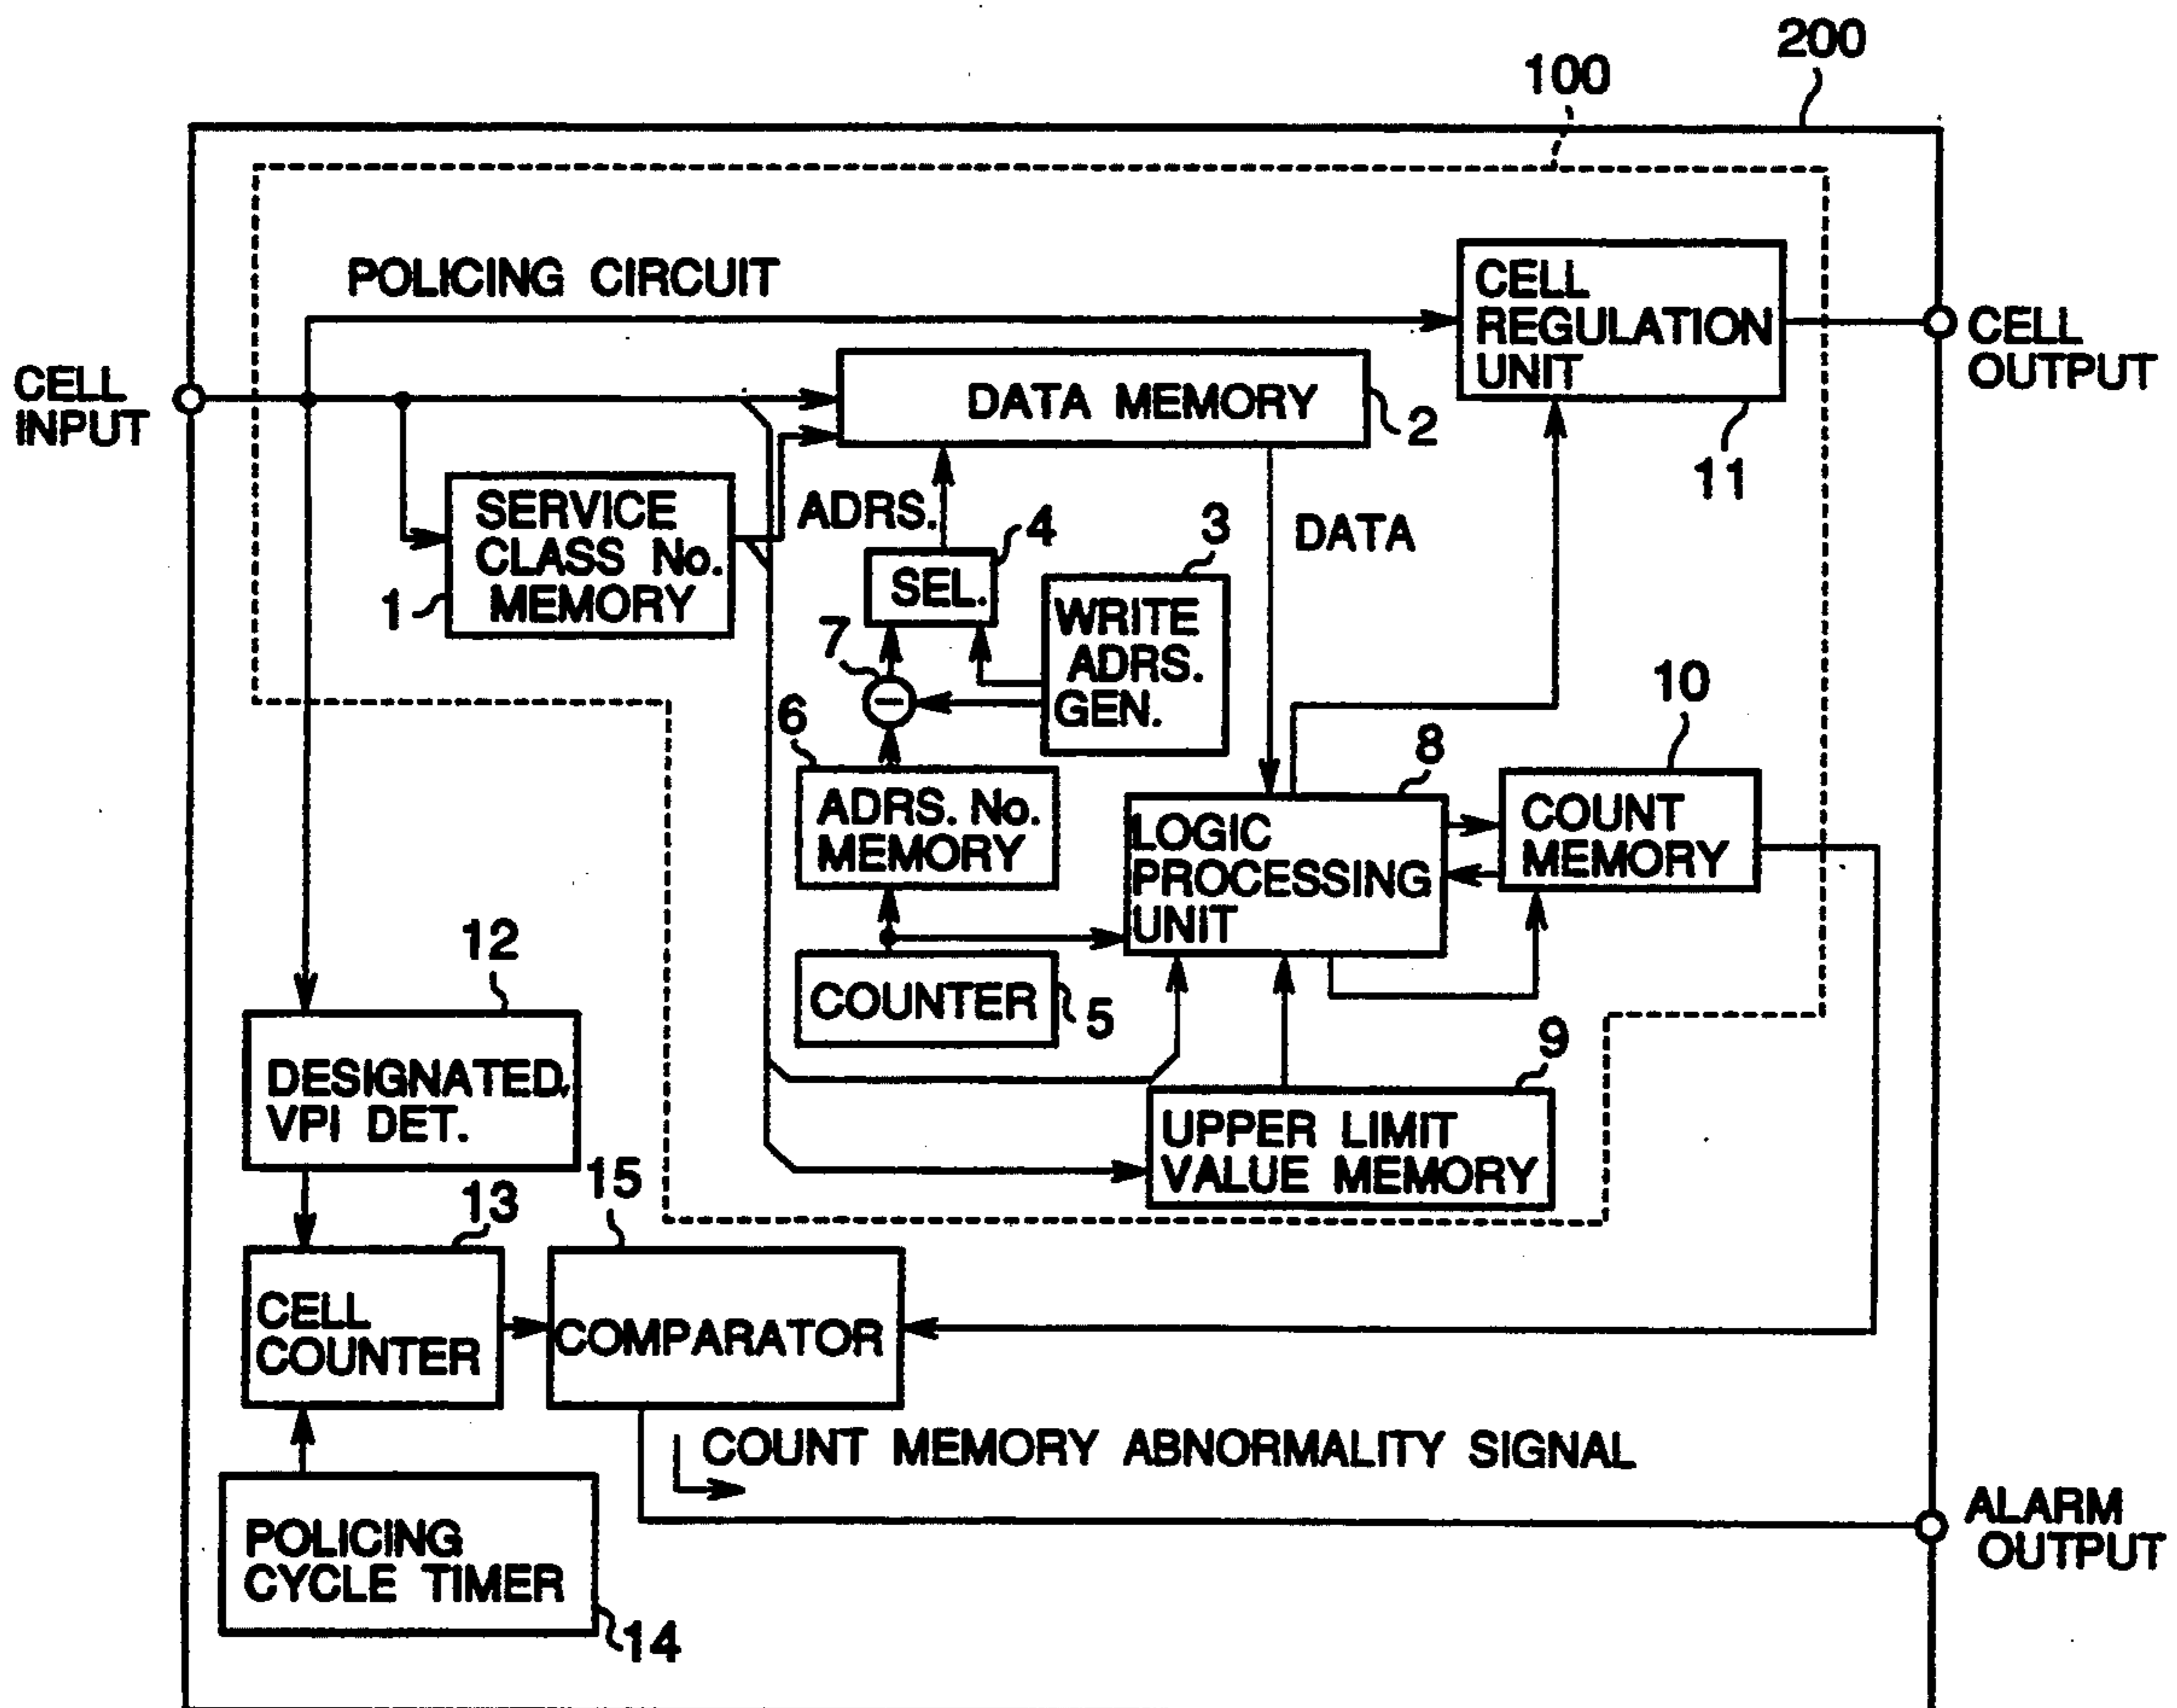 200
100
POLICING CIRCUIT
CELL
REGULATION
UNIT
11
CELL
OUTPUT
CELL
INPUT
DATA MEMORY
2
SERVICE
CLASS No.
MEMORY
1
ADRS.
SEL.
4
3
WRITE
ADRS.
GEN.
DATA
7
6
ADRS. No.
MEMORY
8
LOGIC
PROCESSING
UNIT
10
COUNT
MEMORY
COUNTER
5
12
DESIGNATED
VPI DET.
9
UPPER LIMIT
VALUE MEMORY
13
CELL
COUNTER
15
COMPARATOR
COUNT MEMORY ABNORMALITY SIGNAL
POLICING
CYCLE TIMER
14
ALARM
OUTPUT